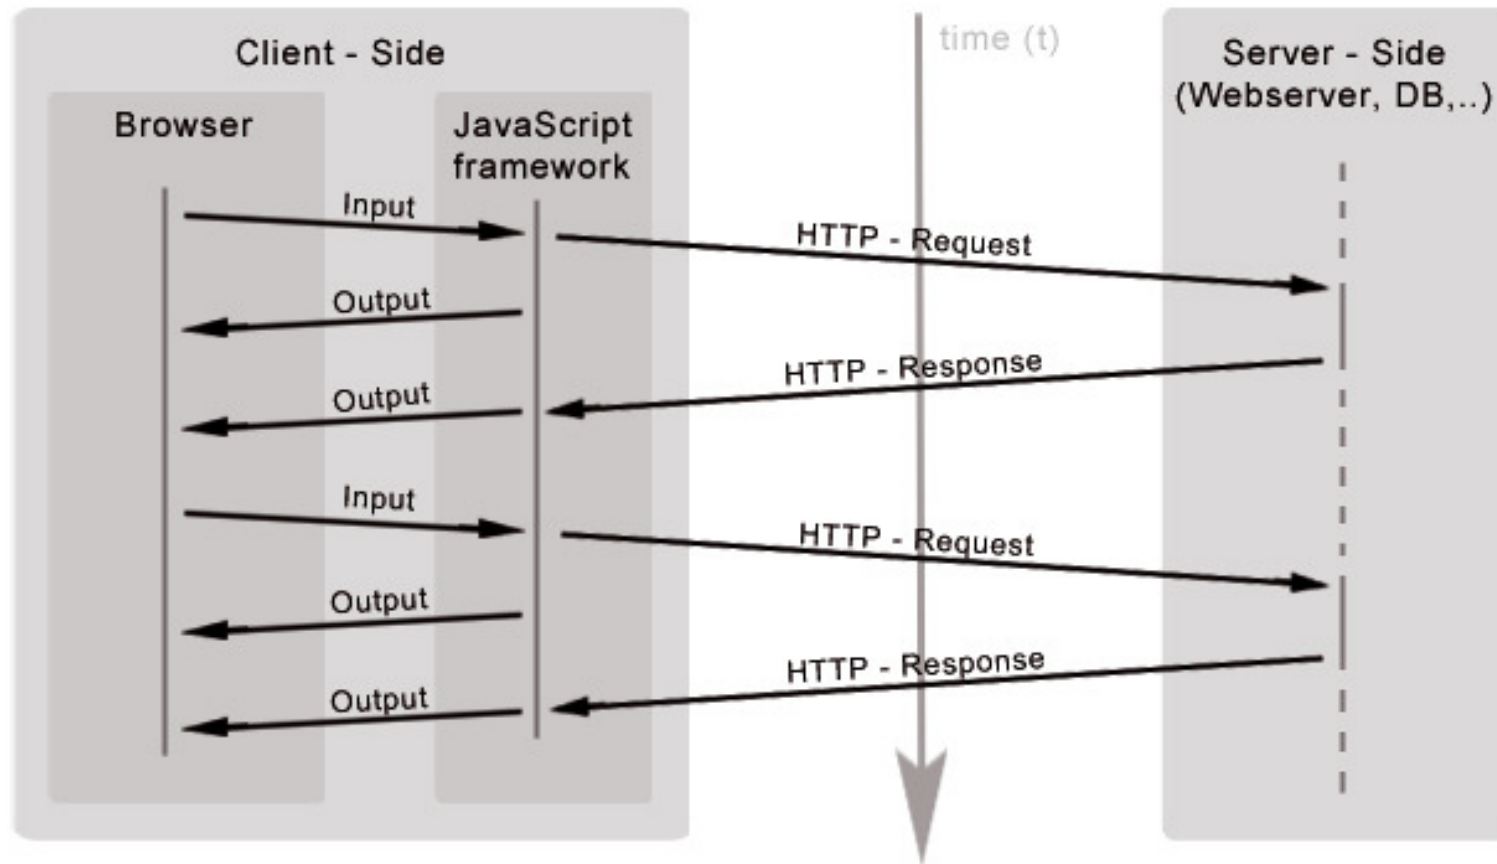 Client - Side
time (t)
Server - Side
(Webserver, DB,..)
Browser
JavaScript
framework
Input
HTTP - Request
Output
HTTP - Response
Output
Input
HTTP - Request
Output
HTTP - Response
Output